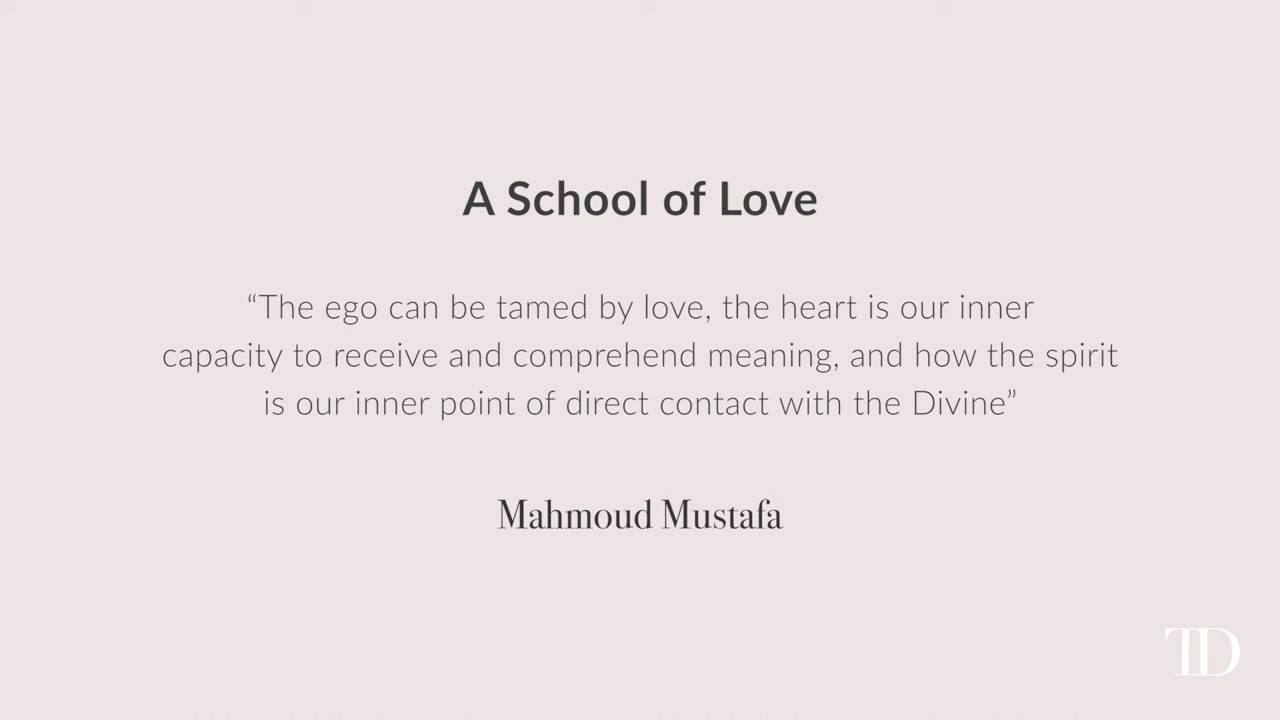 A School of Love
“The ego can be tamed by love, the heart is our inner
capacity to receive and comprehend meaning, and how the spirit
is our inner point of direct contact with the Divine”
Mahmoud Mustafa
TD